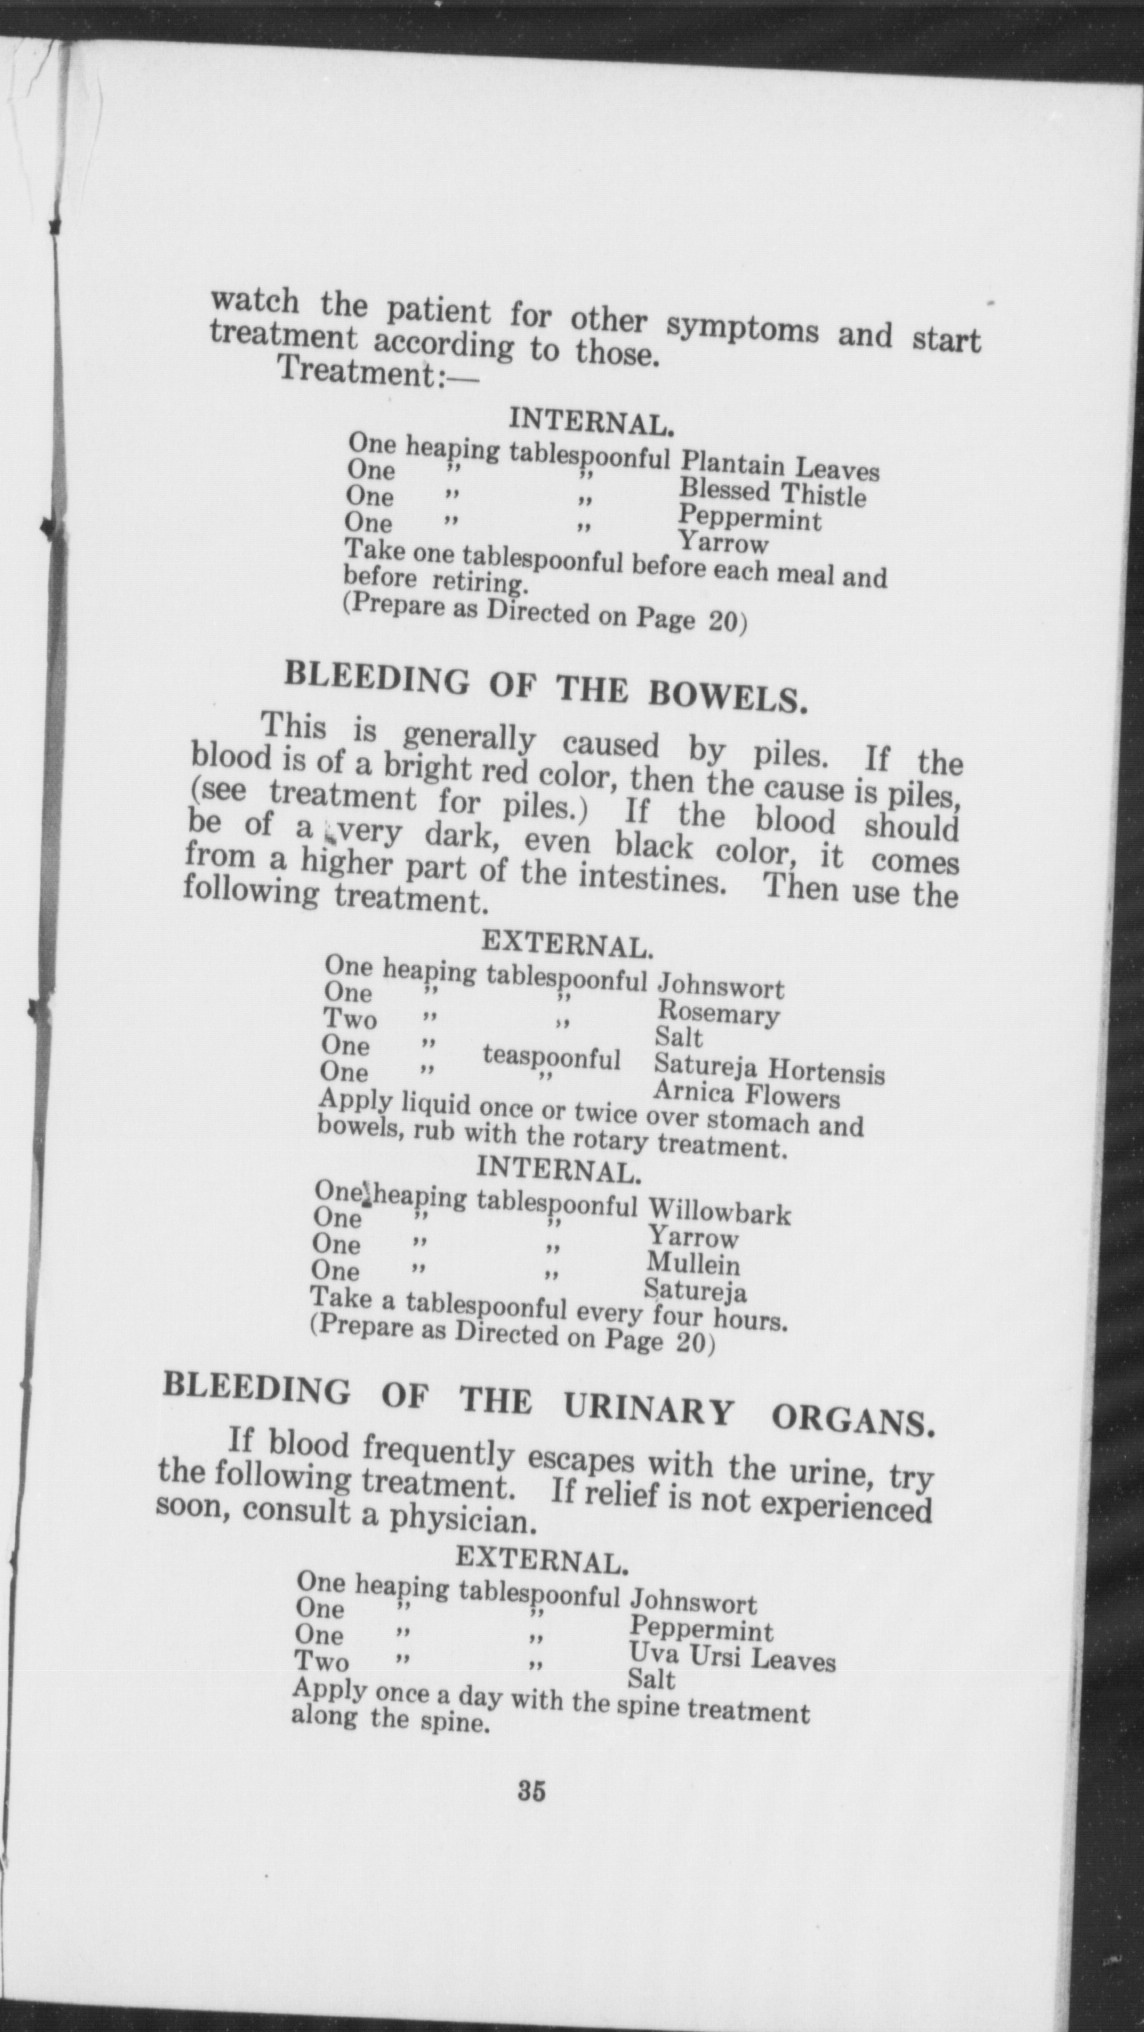 watch the patient for other symptoms and start
treatment according to those.
Treatment:—
INTERNAL.
One heaping tablespoonful Plantain Leaves
One " " Blessed Thistle
One " " Peppermint
One " " Yarrow
Take one tablespoonful before each meal and
before retiring.
(Prepare as Directed on Page 20)
BLEEDING OF THE BOWELS.
This is generally caused by piles. If the
blood is of a bright red color, then the cause is piles,
(see treatment for piles.) If the blood should
be of a very dark, even black color, it comes
from a higher part of the intestines. Then use the
following treatment.
EXTERNAL.
One heaping tablespoonful Johnswort
One " " Rosemary
Two " " Salt
One " teaspoonful Satureja Hortensis
One " " Arnica Flowers
Apply liquid once or twice over stomach and
bowels, rub with the rotary treatment.
INTERNAL.
One heaping tablespoonful Willowbark
One " " Yarrow
One " " Mullein
One " " Satureja
Take a tablespoonful every four hours.
(Prepare as Directed on Page 20)
BLEEDING OF THE URINARY ORGANS.
If blood frequently escapes with the urine, try
the following treatment. If relief is not experienced
soon, consult a physician.
EXTERNAL.
One heaping tablespoonful Johnswort
One " " Peppermint
One " " Uva Ursi Leaves
Two " " Salt
Apply once a day with the spine treatment
along the spine.
35